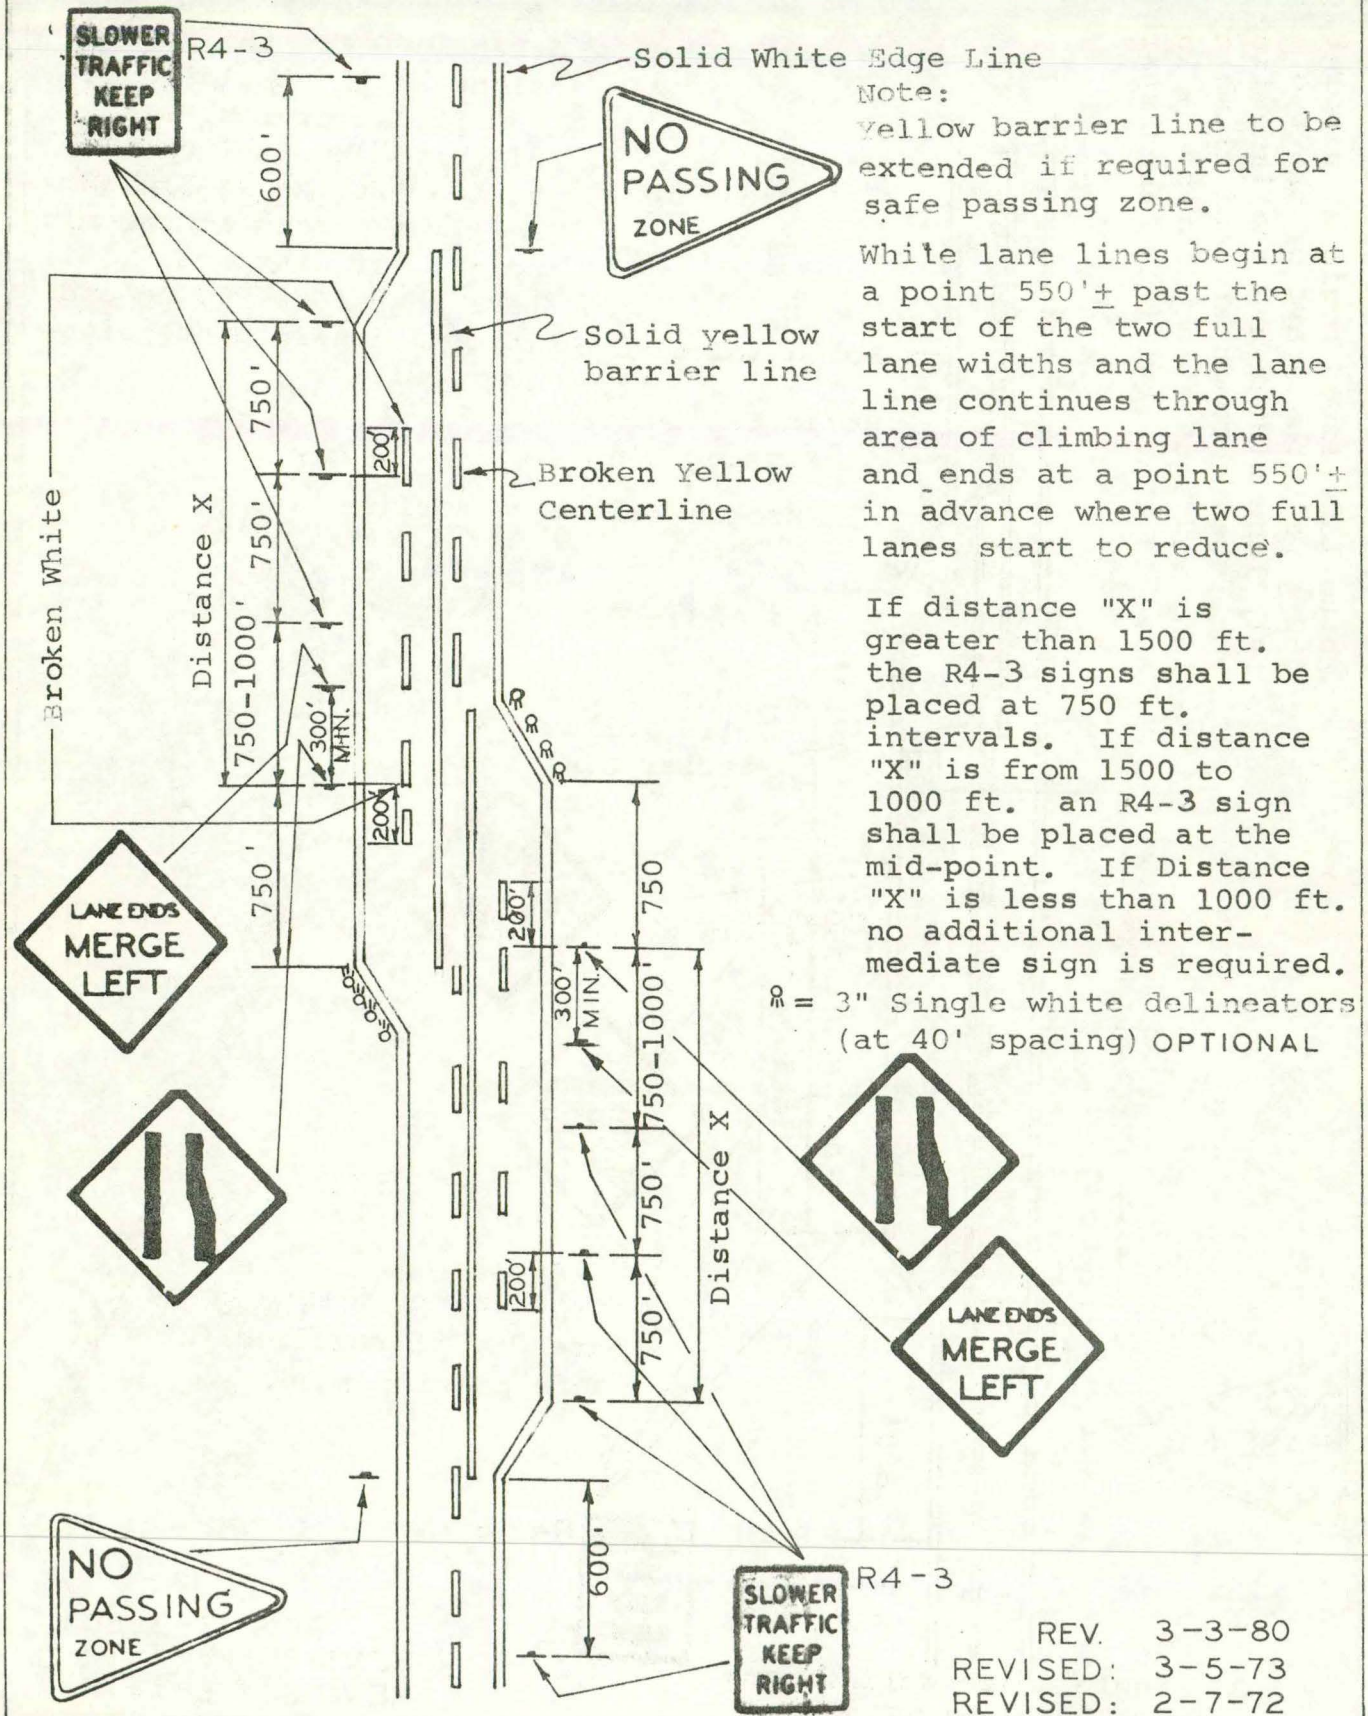 SLOWER
TRAFFIC
KEEP
RIGHT
R4-3
600'
Solid White Edge Line
NO
PASSING
ZONE
Note:
Yellow barrier line to be
extended if required for
safe passing zone.
White lane lines begin at
a point 550'± past the
start of the two full
lane widths and the lane
line continues through
area of climbing lane
and ends at a point 550'±
in advance where two full
lanes start to reduce.
If distance "X" is
greater than 1500 ft.
the R4-3 signs shall be
placed at 750 ft.
intervals. If distance
"X" is from 1500 to
1000 ft. an R4-3 sign
shall be placed at the
mid-point. If Distance
"X" is less than 1000 ft.
no additional inter-
mediate sign is required.
= 3" Single white delineators
(at 40' spacing) OPTIONAL
Solid yellow
barrier line
Broken Yellow
Centerline
Broken White
Distance X
750'
750'
750-1000'
300'
MIN.
750'
200'
200'
LANE ENDS
MERGE
LEFT
750
200'
300'
MIN.
750-1000'
750'
750'
200'
Distance X
LANE ENDS
MERGE
LEFT
600'
NO
PASSING
ZONE
SLOWER
TRAFFIC
KEEP
RIGHT
R4-3
REV. 3-3-80
REVISED: 3-5-73
REVISED: 2-7-72